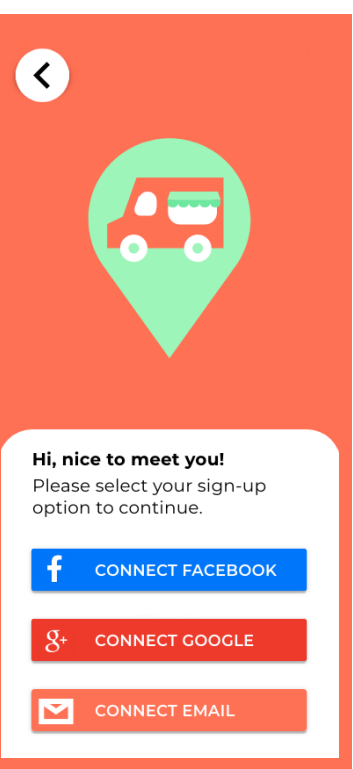 Hi, nice to meet you!
Please select your sign-up
option to continue.
f CONNECT FACEBOOK
g+ CONNECT GOOGLE
CONNECT EMAIL